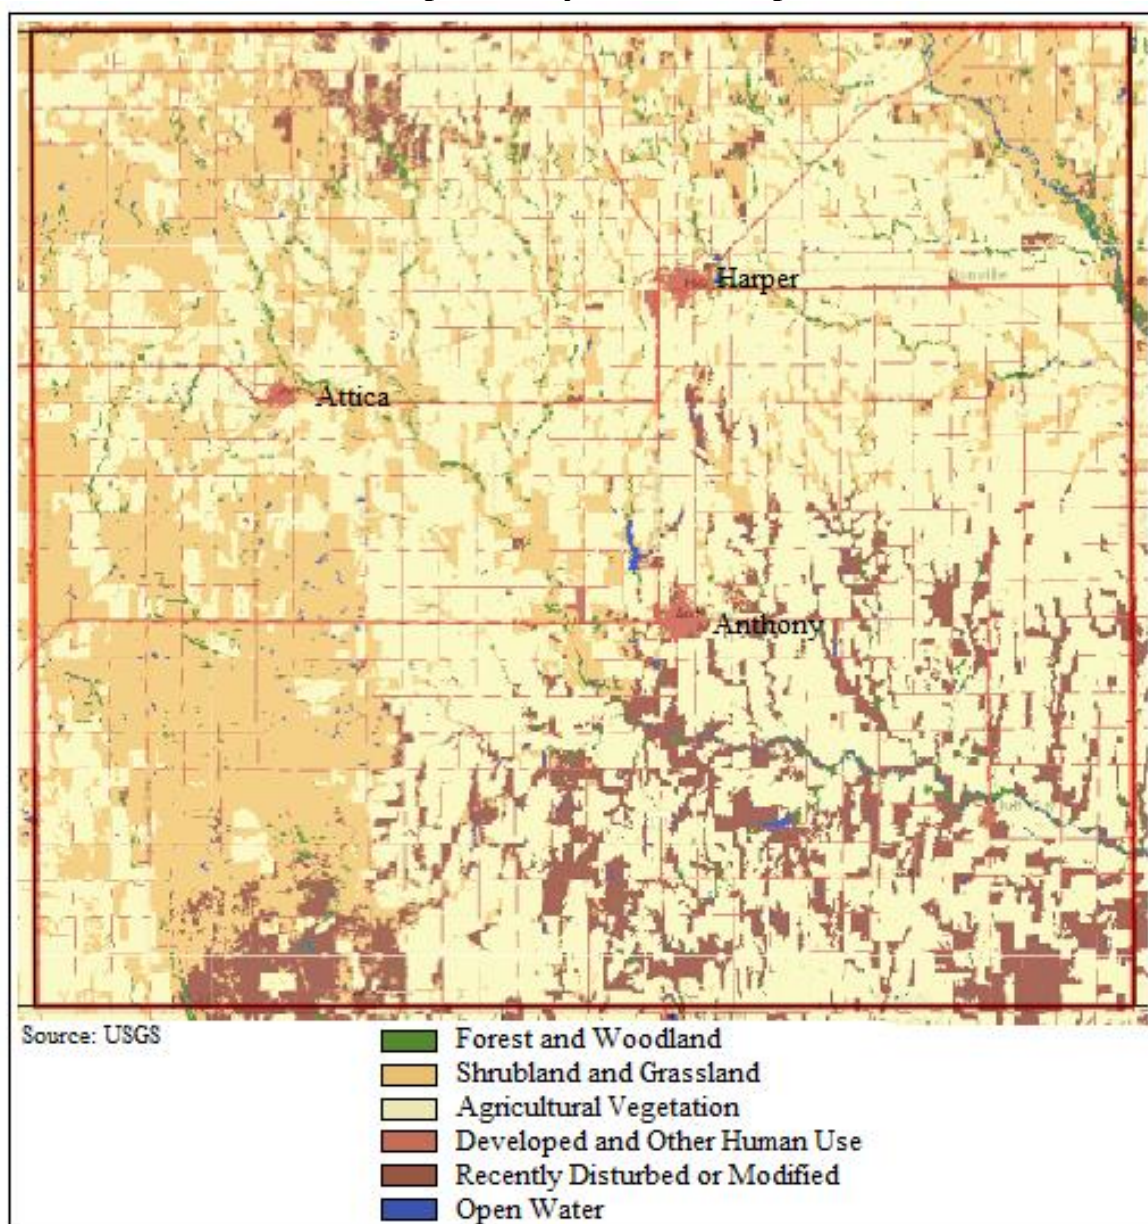 Harper
Attica
Anthony
Source: USGS
Forest and Woodland
Shrubland and Grassland
Agricultural Vegetation
Developed and Other Human Use
Recently Disturbed or Modified
Open Water